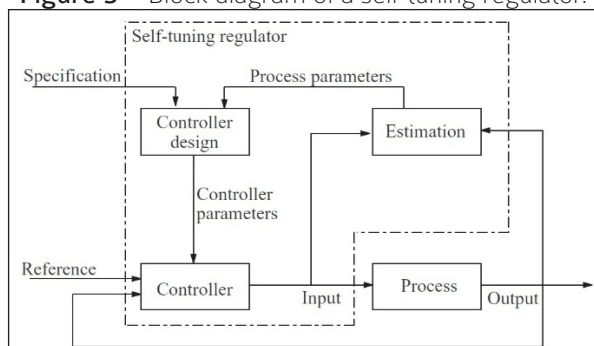 Figure 3 Block diagram of a self-tuning regulator.
Self-tuning regulator
Specification
Process parameters
Controller
design
Estimation
Controller
parameters
Reference
Controller
Input
Process
Output